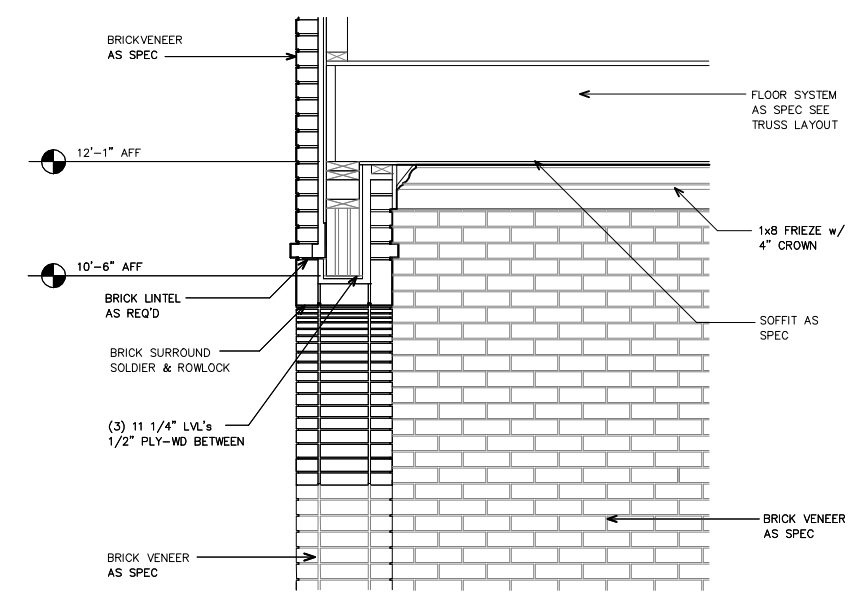 BRICKVENEER
AS SPEC
FLOOR SYSTEM
AS SPEC SEE
TRUSS LAYOUT
12'-1" AFF
1x8 FRIEZE w/
4" CROWN
10'-6" AFF
BRICK LINTEL
AS REQ'D
SOFFIT AS
SPEC
BRICK SURROUND
SOLDIER & ROWLOCK
(3) 11 1/4" LVL's
1/2" PLY-WD BETWEEN
BRICK VENEER
AS SPEC
BRICK VENEER
AS SPEC